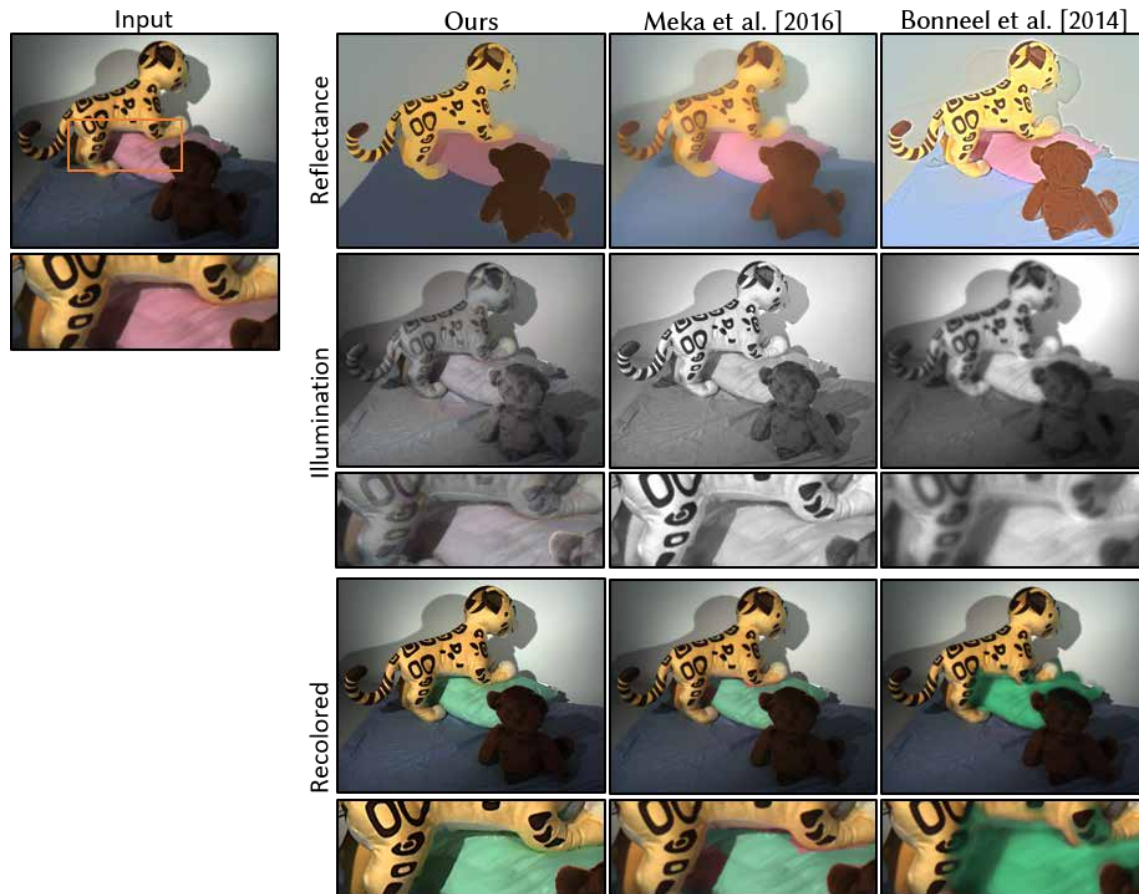 Input
Ours
Meka et al. [2016]
Bonneel et al. [2014]
Reflectance
Illumination
Recolored